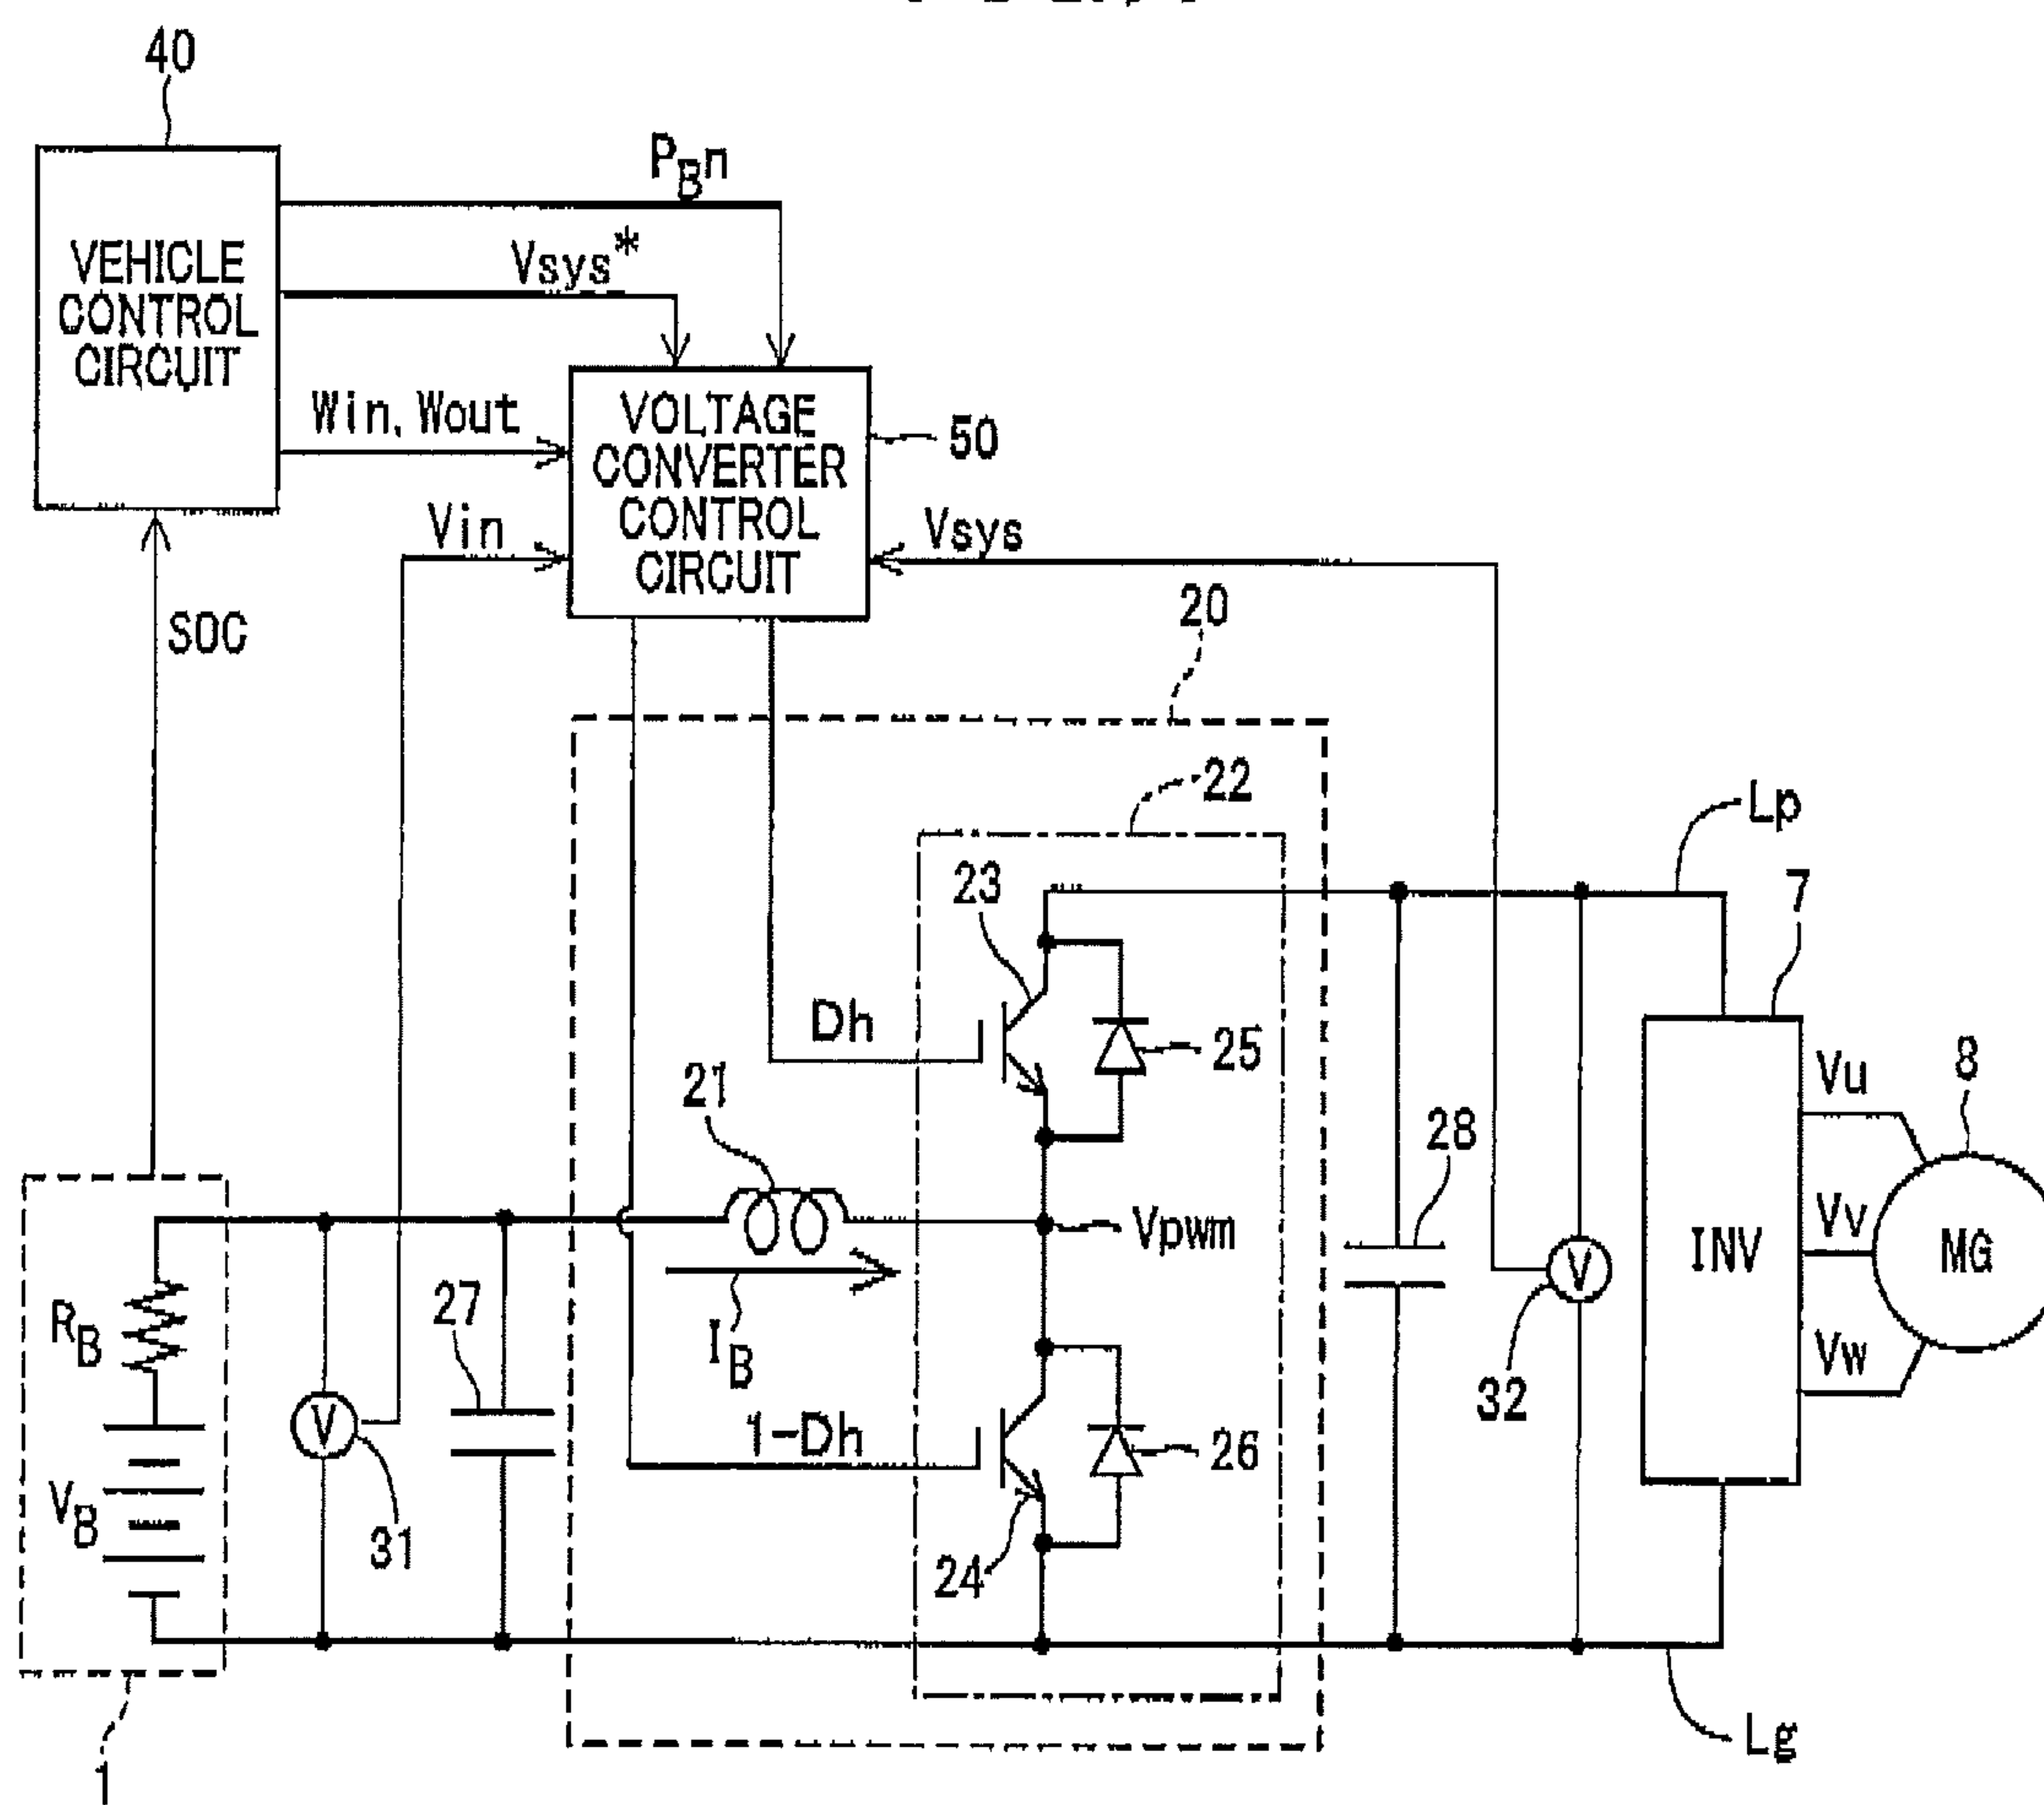 40
PBn
Vsys*
VEHICLE
CONTROL
CIRCUIT
Win, Wout
VOLTAGE
CONVERTER
CONTROL
CIRCUIT
50
Vin
Vsys
SOC
20
22
Lp
23
7
Dh
25
21
Vu
8
28
Vpwm
Vv
INV
MG
V
27
RB
IB
Vw
32
V
1-Dh
26
VB
31
24
Lg
1